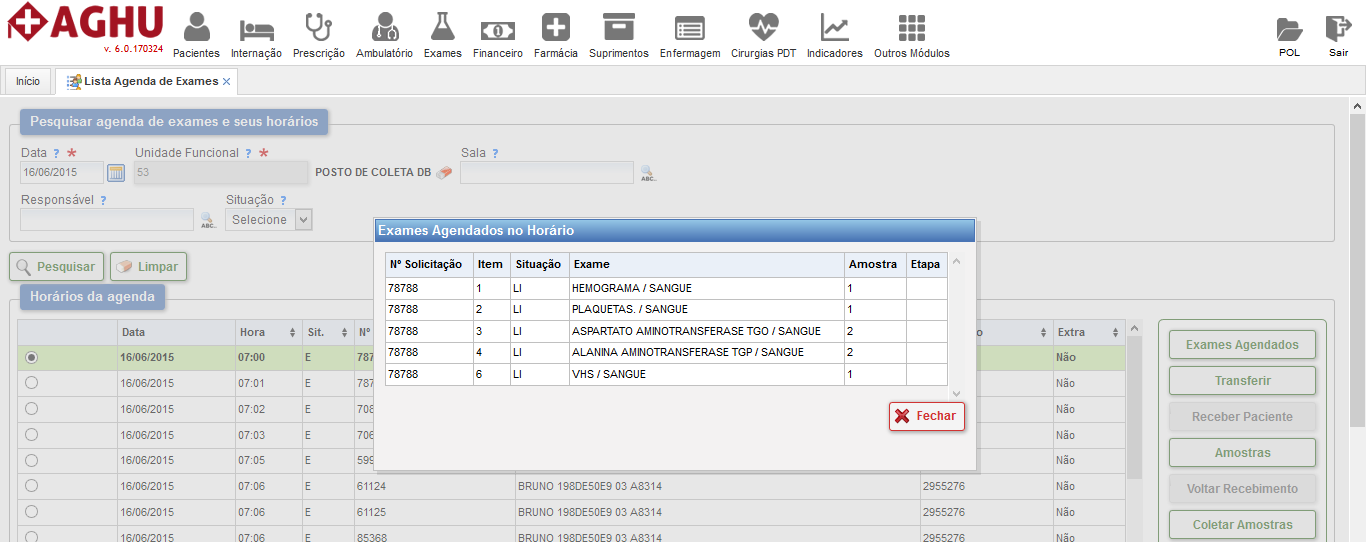 AGHU
v. 6.0.170324
Pacientes Internação Prescrição Ambulatório Exames Financeiro Farmácia Suprimentos Enfermagem Cirurgias PDT Indicadores Outros Módulos POL Sair
Início Lista Agenda de Exames ×
Pesquisar agenda de exames e seus horários
Data ? * Unidade Funcional ? * Sala ?
16/06/2015 53 POSTO DE COLETA DB ABC..
Responsável ? Situação ?
ABC.. Selecione
Exames Agendados no Horário
Nº Solicitação Item Situação Exame Amostra Etapa
78788 1 LI HEMOGRAMA / SANGUE 1
78788 2 LI PLAQUETAS. / SANGUE 1
78788 3 LI ASPARTATO AMINOTRANSFERASE TGO / SANGUE 2
78788 4 LI ALANINA AMINOTRANSFERASE TGP / SANGUE 2
78788 6 LI VHS / SANGUE 1
Fechar
Pesquisar Limpar
Horários da agenda
Data Hora Sit. Nº Extra
16/06/2015 07:00 E Não
16/06/2015 07:01 E Não
16/06/2015 07:02 E Não
16/06/2015 07:03 E Não
16/06/2015 07:05 E Não
16/06/2015 07:06 E 61124 BRUNO 198DE50E9 03 A8314 2955276 Não
16/06/2015 07:06 E 61125 BRUNO 198DE50E9 03 A8314 2955276 Não
16/06/2015 07:06 E 85368 BRUNO 198DE50E9 03 A8314 2955276 Não
Exames Agendados
Transferir
Receber Paciente
Amostras
Voltar Recebimento
Coletar Amostras